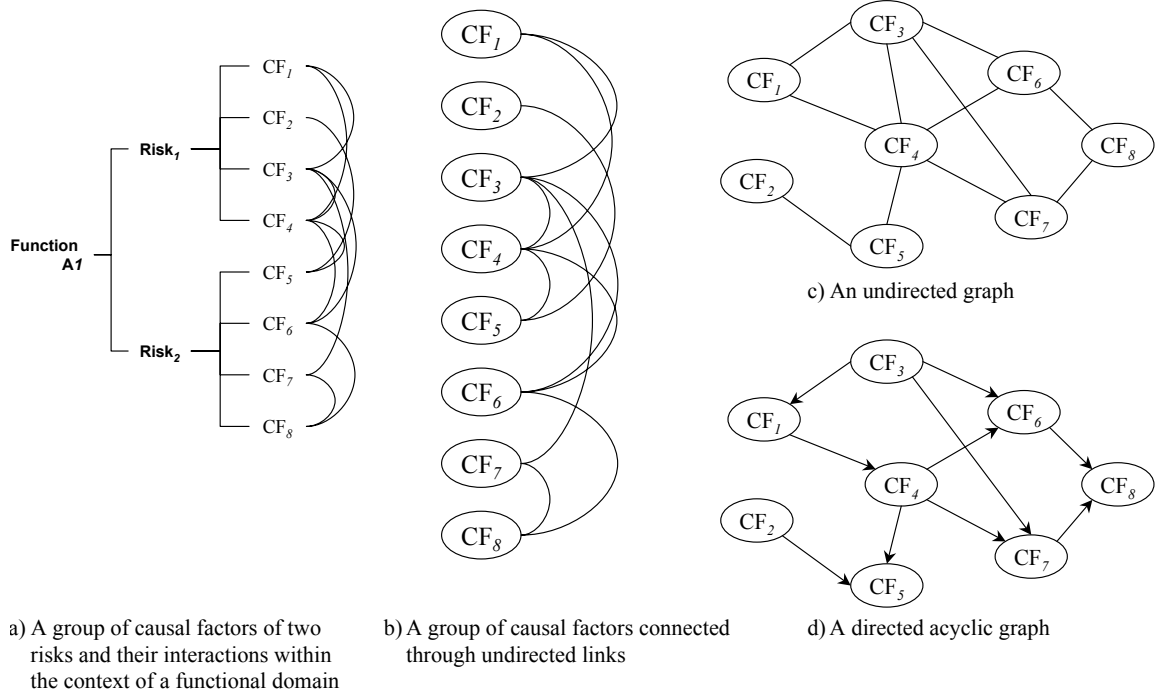 Function
A1
Risk1
Risk2
CF1
CF2
CF3
CF4
CF5
CF6
CF7
CF8
a) A group of causal factors of two
risks and their interactions within
the context of a functional domain
CF1
CF2
CF3
CF4
CF5
CF6
CF7
CF8
b) A group of causal factors connected
through undirected links
CF3
CF1
CF6
CF4
CF8
CF2
CF7
CF5
c) An undirected graph
CF3
CF1
CF6
CF4
CF8
CF2
CF7
CF5
d) A directed acyclic graph